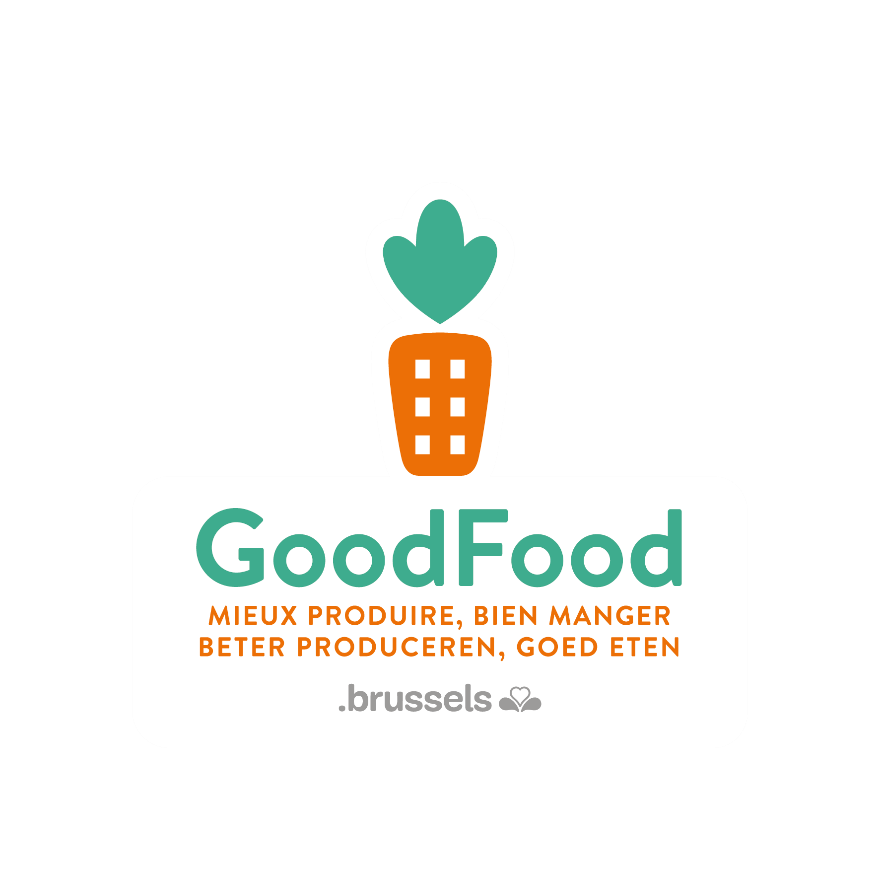 GoodFood
MIEUX PRODUIRE, BIEN MANGER
BETER PRODUCEREN, GOED ETEN
.brussels